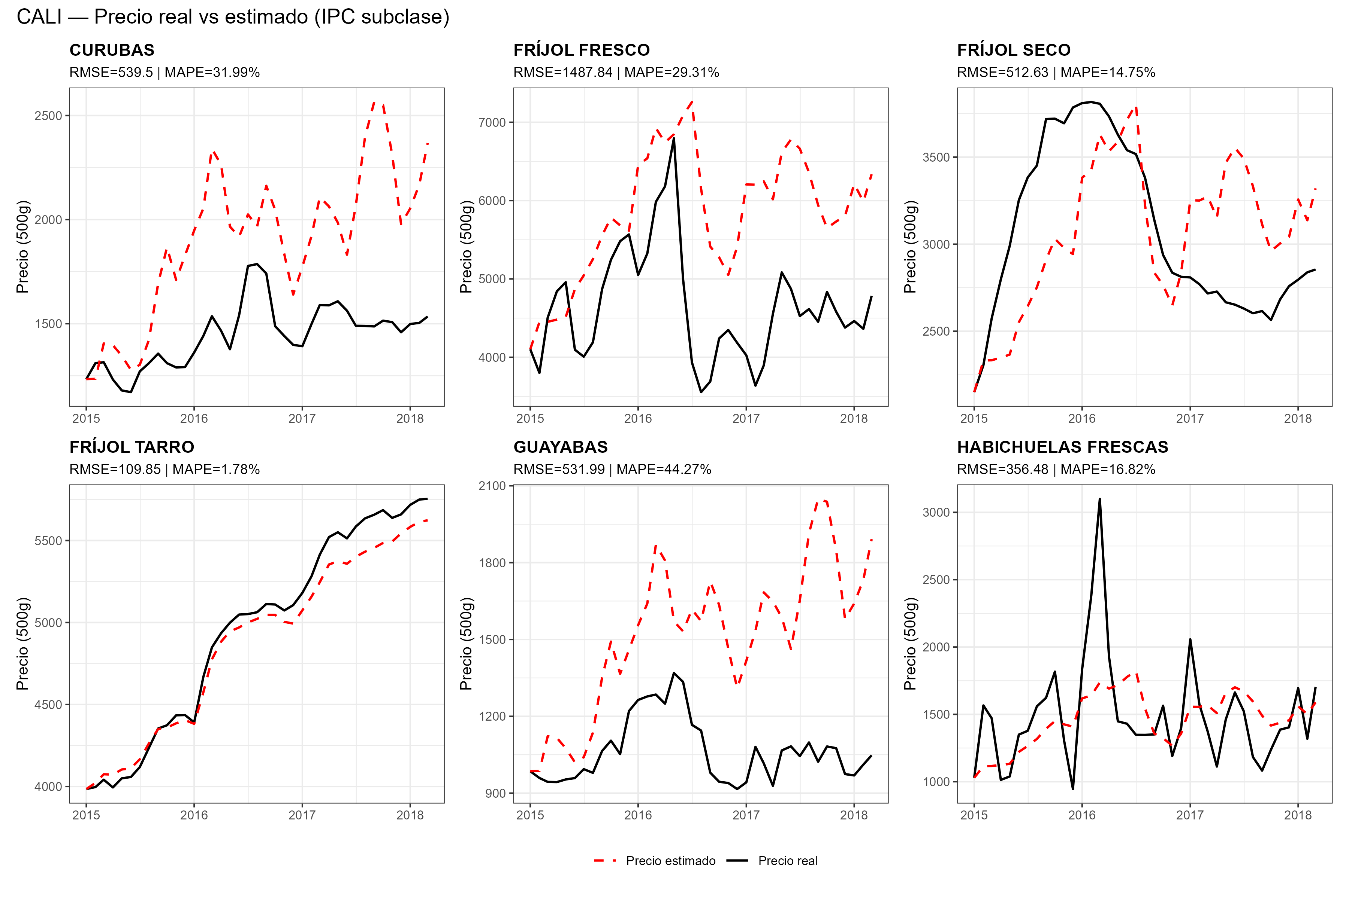 CALI — Precio real vs estimado (IPC subclase)
CURUBAS
RMSE=539.5 | MAPE=31.99%
Precio (500g)
2500
2000
1500
2015 2016 2017 2018
FRÍJOL FRESCO
RMSE=1487.84 | MAPE=29.31%
Precio (500g)
7000
6000
5000
4000
2015 2016 2017 2018
FRÍJOL SECO
RMSE=512.63 | MAPE=14.75%
Precio (500g)
3500
3000
2500
2015 2016 2017 2018
FRÍJOL TARRO
RMSE=109.85 | MAPE=1.78%
Precio (500g)
5500
5000
4500
4000
2015 2016 2017 2018
GUAYABAS
RMSE=531.99 | MAPE=44.27%
Precio (500g)
2100
1800
1500
1200
900
2015 2016 2017 2018
HABICHUELAS FRESCAS
RMSE=356.48 | MAPE=16.82%
Precio (500g)
3000
2500
2000
1500
1000
2015 2016 2017 2018
Precio estimado Precio real